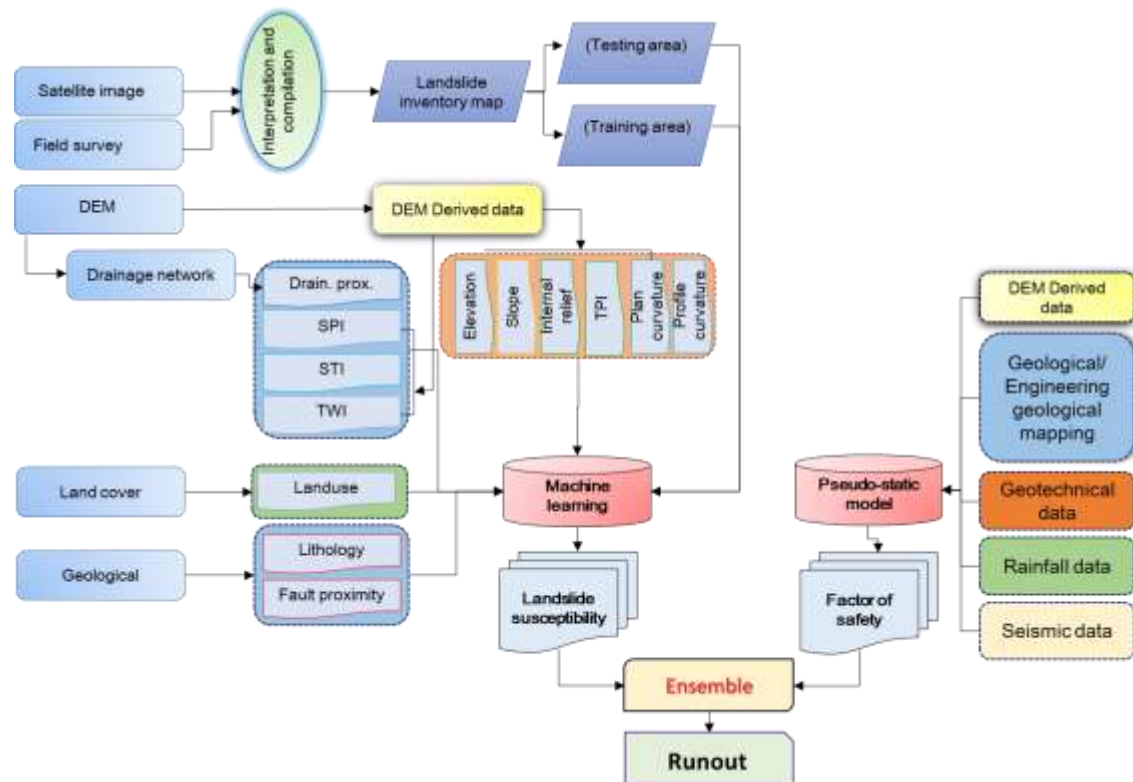 Satellite image
Field survey
Interpretation and
compilation
Landslide
inventory map
(Testing area)
(Training area)
DEM
DEM Derived data
Drainage network
Drain. prox.
SPI
STI
TWI
Elevation
Slope
Internal
relief
TPI
Plan
curvature
Profile
curvature
Land cover
Landuse
Geological
Lithology
Fault proximity
Machine
learning
Landslide
susceptibility
Pseudo-static
model
Factor of
safety
DEM Derived
data
Geological/
Engineering
geological
mapping
Geotechnical
data
Rainfall data
Seismic data
Ensemble
Runout